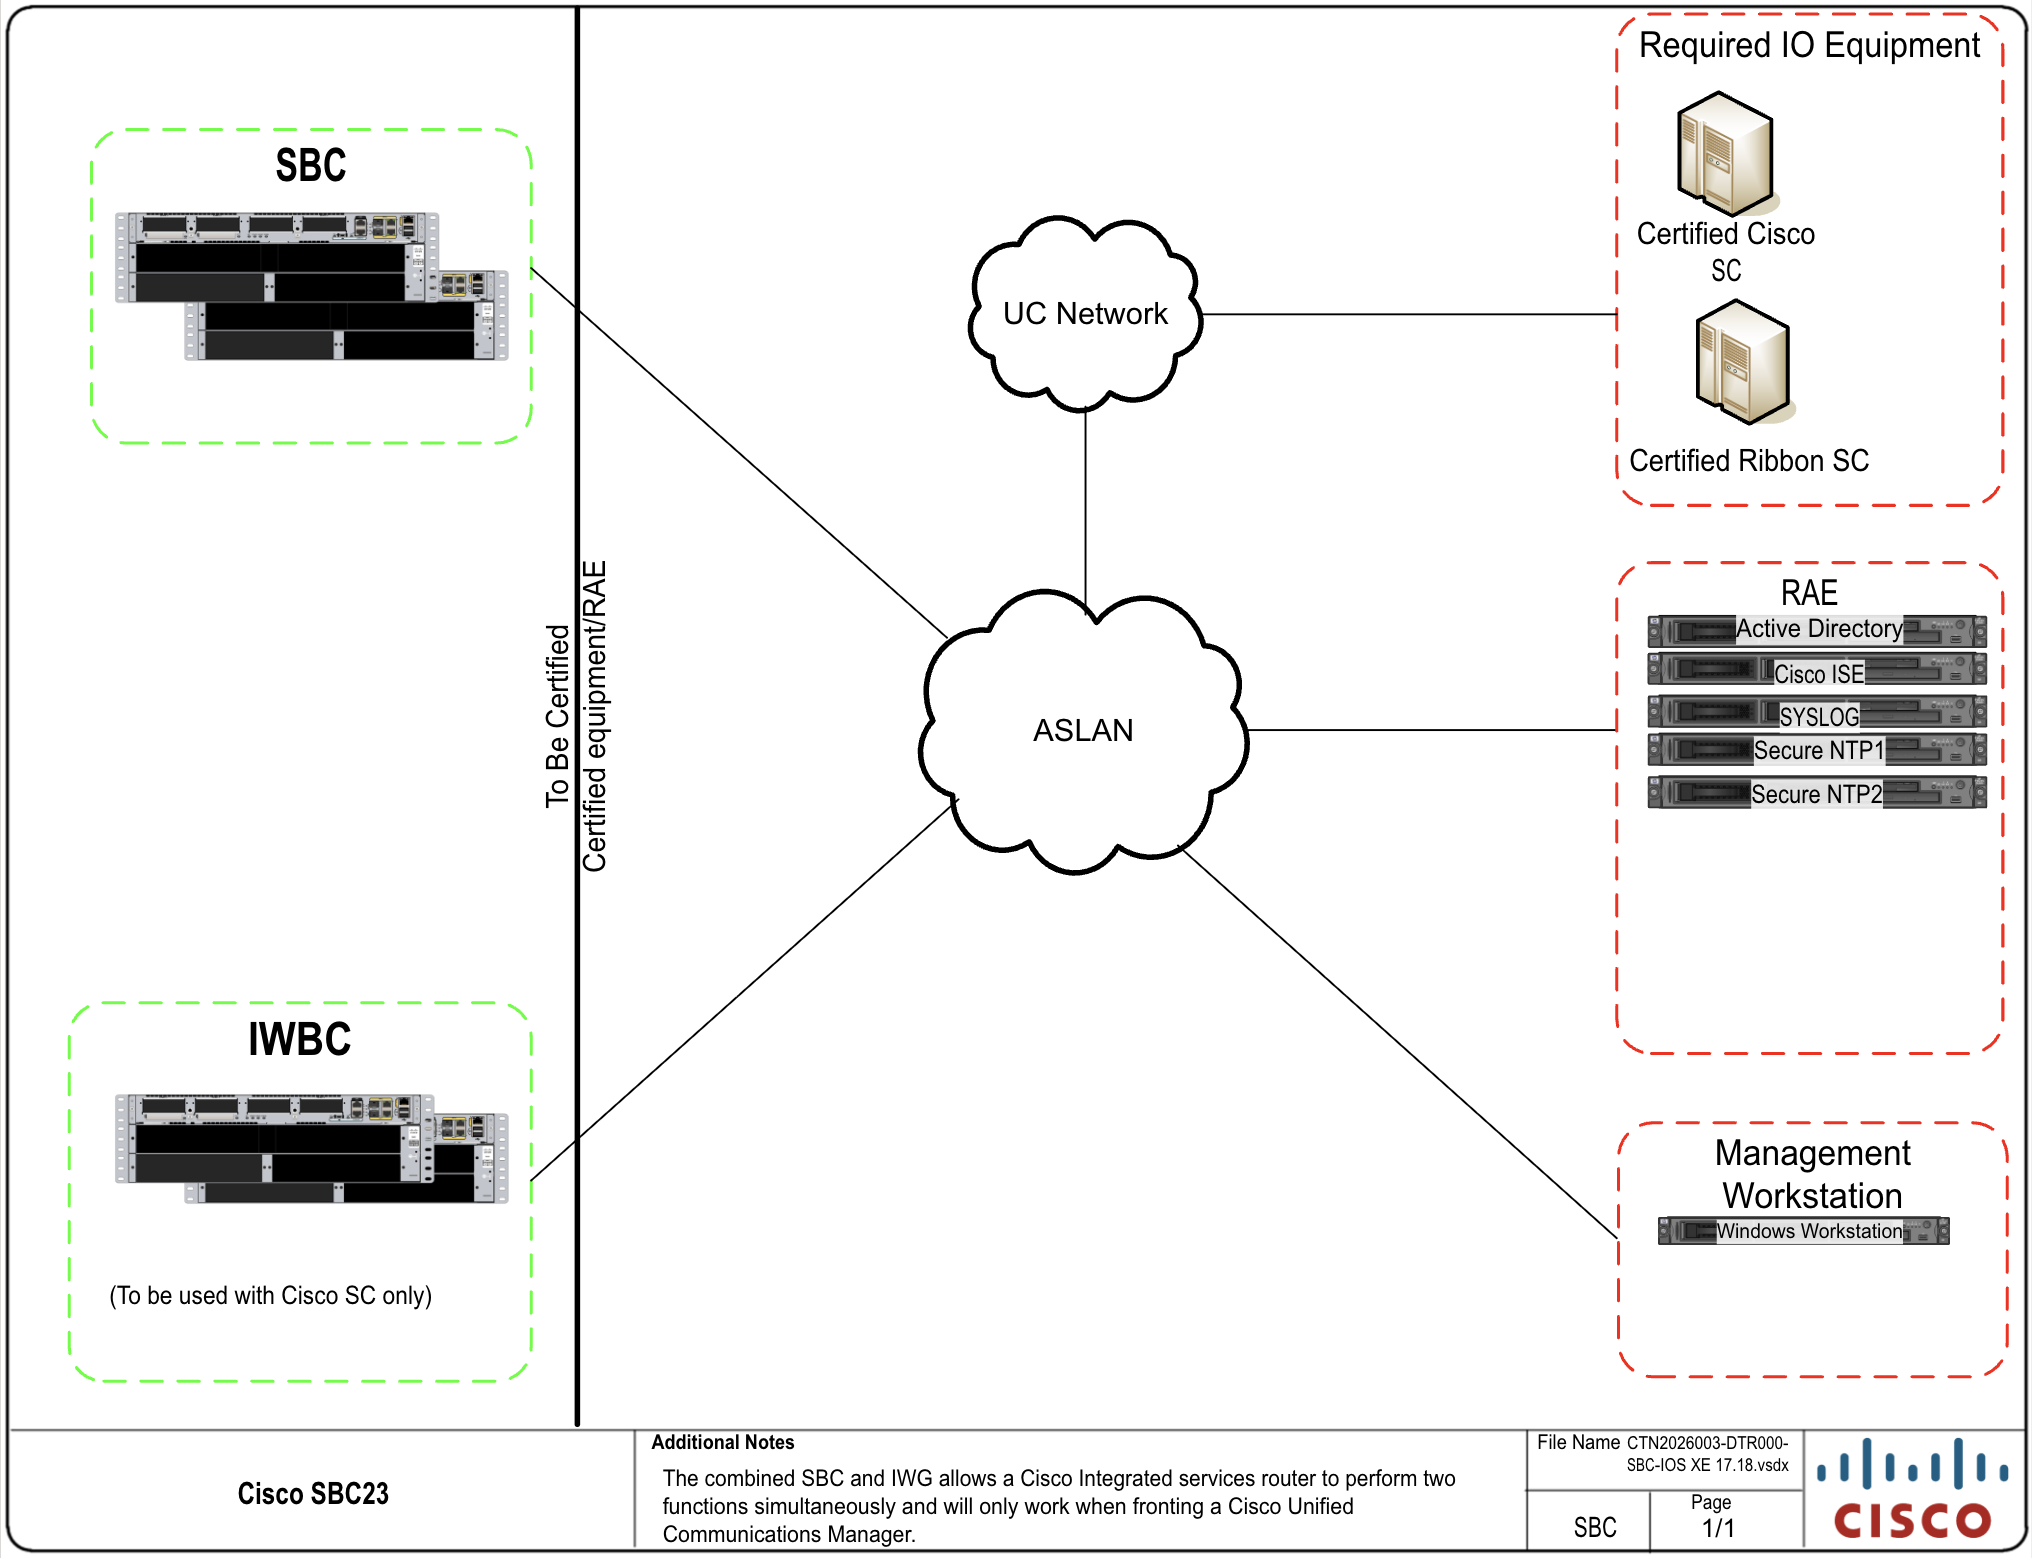 Required IO Equipment
SBC
Certified Cisco
SC
UC Network
Certified Ribbon SC
To Be Certified
Certified equipment/RAE
RAE
Active Directory
Cisco ISE
SYSLOG
Secure NTP1
Secure NTP2
ASLAN
IWBC
(To be used with Cisco SC only)
Management
Workstation
Windows Workstation
Cisco SBC23
Additional Notes
The combined SBC and IWG allows a Cisco Integrated services router to perform two
functions simultaneously and will only work when fronting a Cisco Unified
Communications Manager.
File Name CTN2026003-DTR000-
SBC-IOS XE 17.18.vsdx
SBC
Page
1/1
CISCO